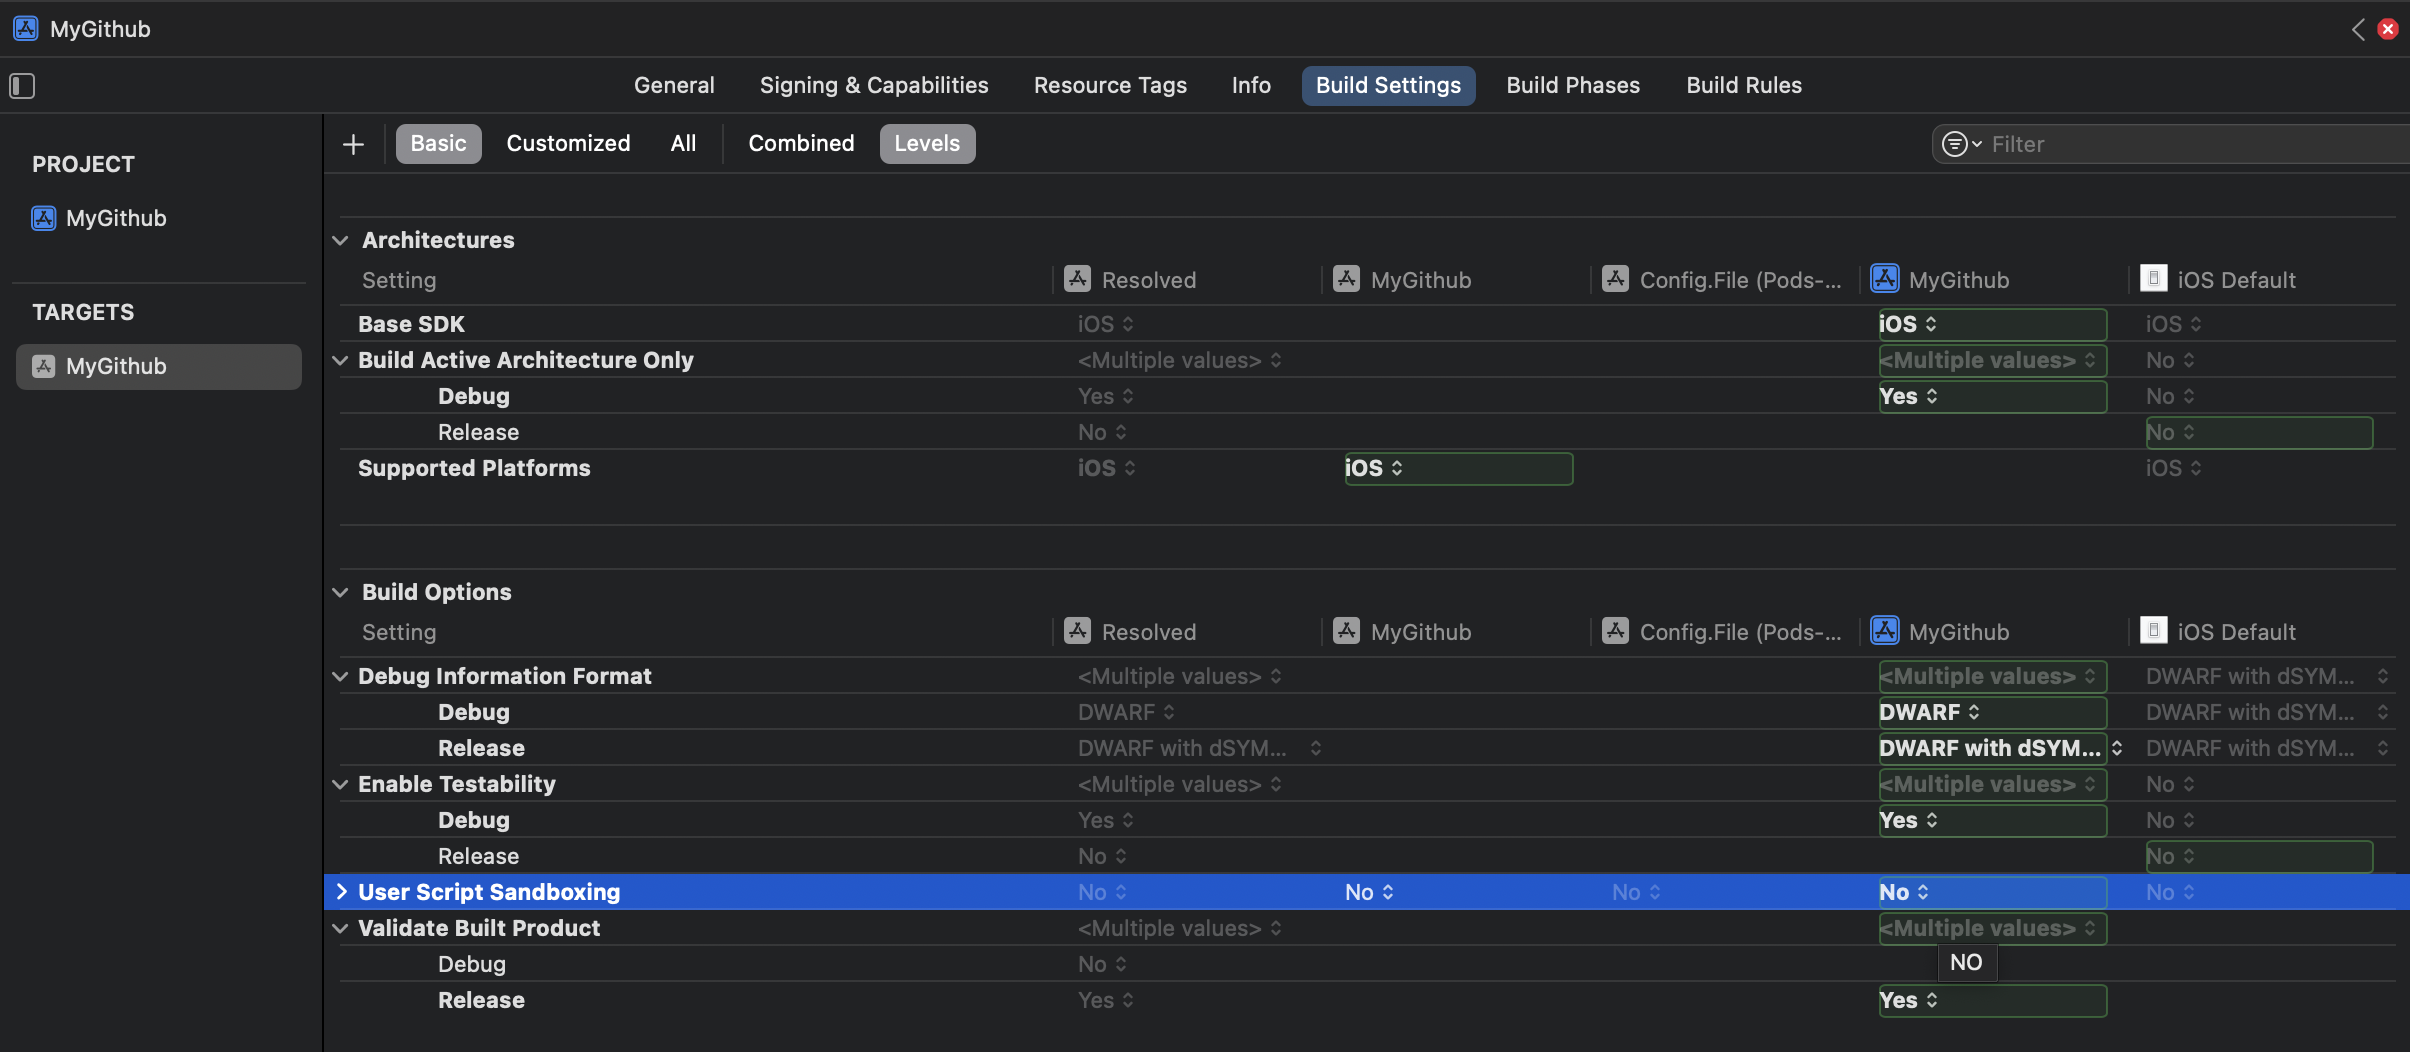 MyGithub
General Signing & Capabilities Resource Tags Info Build Settings Build Phases Build Rules
PROJECT
MyGithub
TARGETS
MyGithub
Basic Customized All Combined Levels Filter
Architectures
Setting Resolved MyGithub Config.File (Pods-... MyGithub iOS Default
Base SDK iOS iOS iOS
Build Active Architecture Only <Multiple values> <Multiple values> No
Debug Yes Yes No
Release No No
Supported Platforms iOS iOS iOS
Build Options
Setting Resolved MyGithub Config.File (Pods-... MyGithub iOS Default
Debug Information Format <Multiple values> <Multiple values> DWARF with dSYM...
Debug DWARF DWARF DWARF with dSYM...
Release DWARF with dSYM... DWARF with dSYM... DWARF with dSYM...
Enable Testability <Multiple values> <Multiple values> No
Debug Yes Yes No
Release No No
User Script Sandboxing No No No No No
Validate Built Product <Multiple values> <Multiple values>
Debug No NO
Release Yes Yes